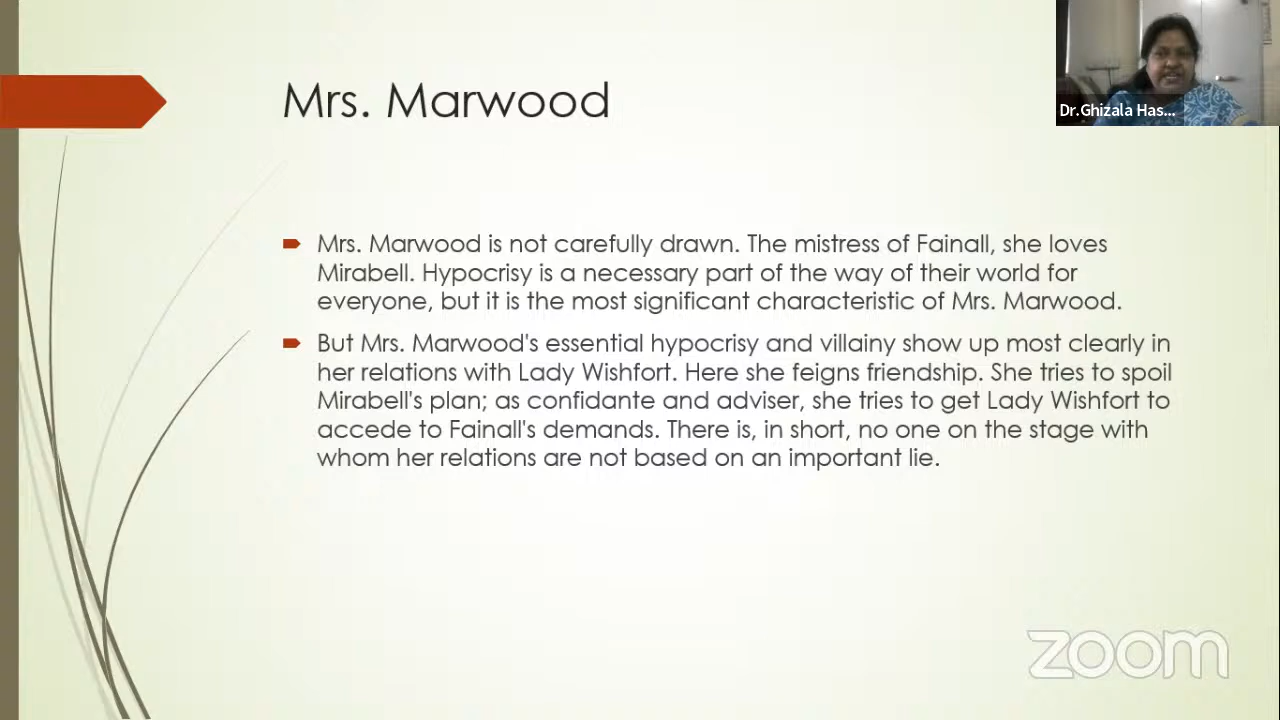 Mrs. Marwood
Dr.Ghizala Has...
Mrs. Marwood is not carefully drawn. The mistress of Fainall, she loves
Mirabell. Hypocrisy is a necessary part of the way of their world for
everyone, but it is the most significant characteristic of Mrs. Marwood.
But Mrs. Marwood's essential hypocrisy and villainy show up most clearly in
her relations with Lady Wishfort. Here she feigns friendship. She tries to spoil
Mirabell's plan; as confidante and adviser, she tries to get Lady Wishfort to
accede to Fainall's demands. There is, in short, no one on the stage with
whom her relations are not based on an important lie.
zoom